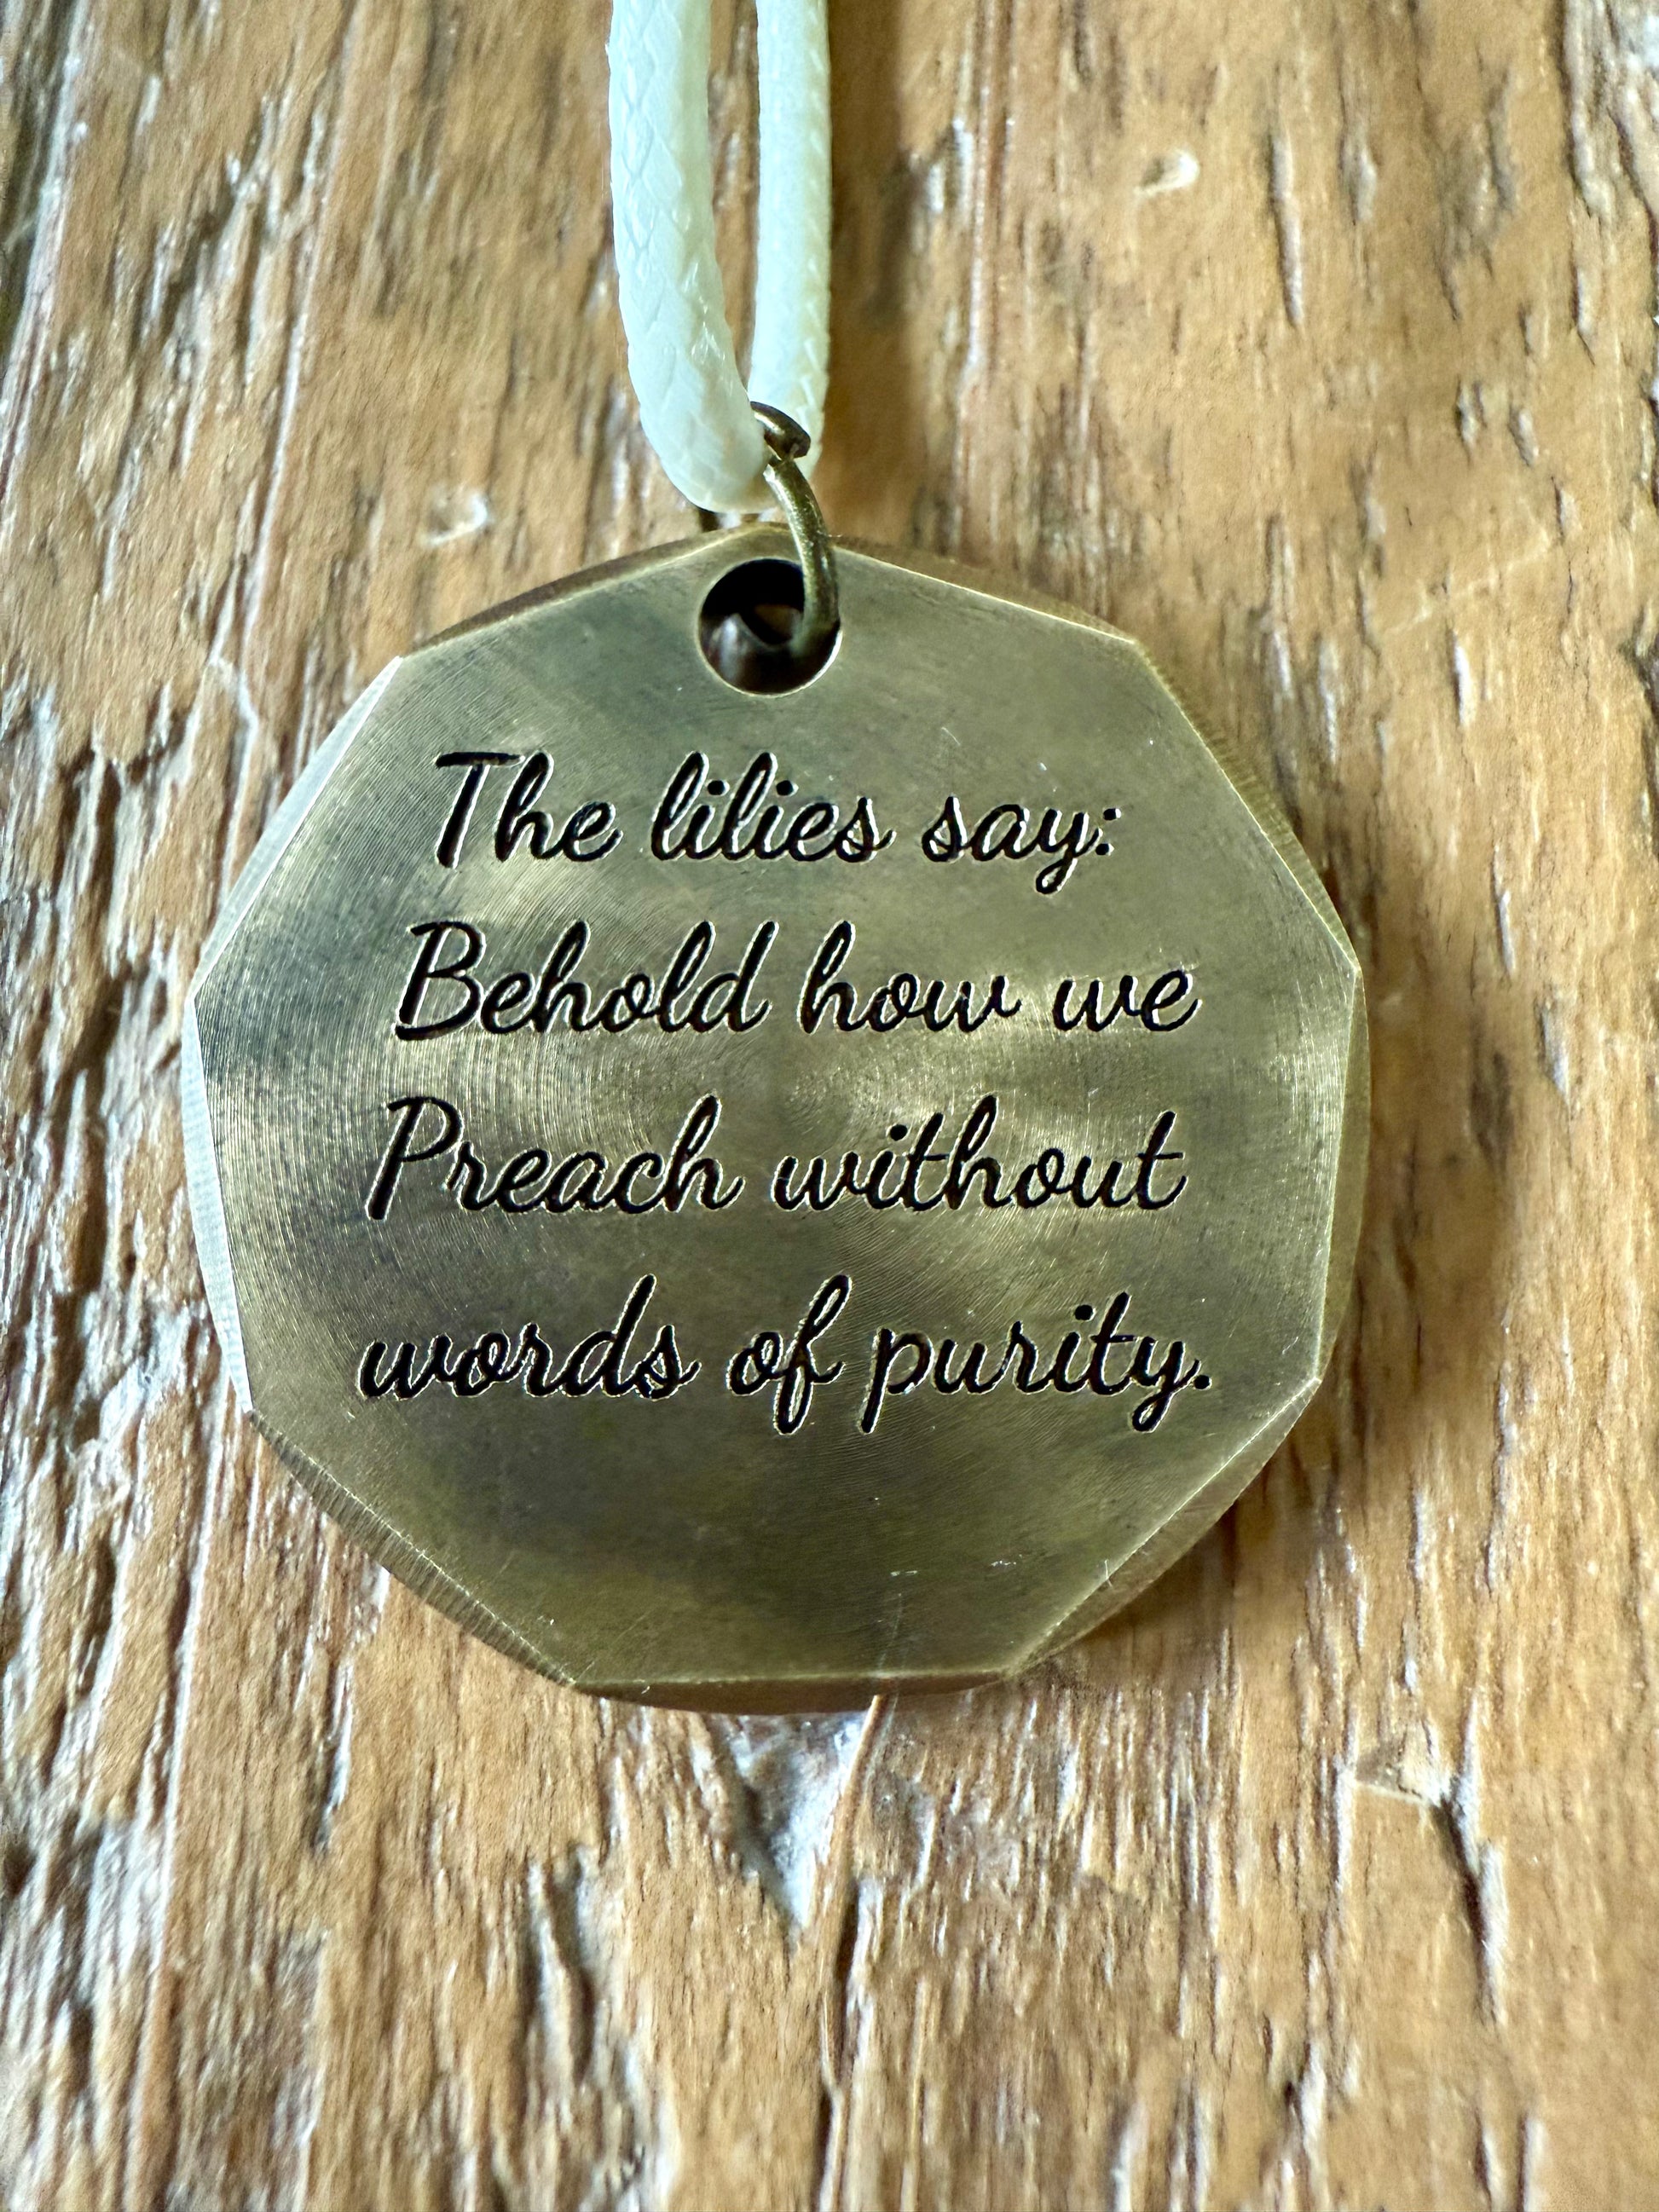 The lilies say:
Behold how we
Preach without
words of purity.